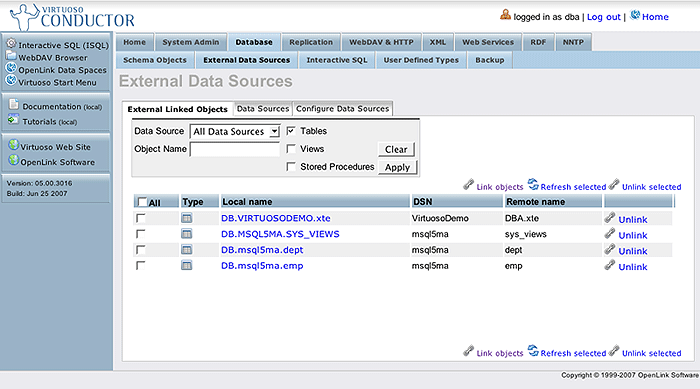 VIRTUOSO
CONDUCTOR
logged in as dba | Log out | Home
Interactive SQL (ISQL)
WebDAV Browser
OpenLink Data Spaces
Virtuoso Start Menu
Documentation (local)
Tutorials (local)
Virtuoso Web Site
OpenLink Software
Version: 05.00.3016
Build: Jun 25 2007
Home System Admin Database Replication WebDAV & HTTP XML Web Services RDF NNTP
Schema Objects External Data Sources Interactive SQL User Defined Types Backup
External Data Sources
External Linked Objects Data Sources Configure Data Sources
Data Source All Data Sources Tables
Object Name Views Clear
Stored Procedures Apply
Link objects Refresh selected Unlink selected
All Type Local name DSN Remote name
DB.VIRTUOSODEMO.xte VirtuosoDemo DBA.xte Unlink
DB.MSQL5MA.SYS_VIEWS msql5ma sys_views Unlink
DB.msql5ma.dept msql5ma dept Unlink
DB.msql5ma.emp msql5ma emp Unlink
Link objects Refresh selected Unlink selected
Copyright © 1999-2007 OpenLink Software